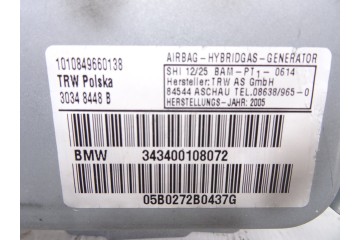 1010849660138
TRW Polska
3034 8448 B
AIRBAG-HYBRIDGAS-GENERATOR
SHI 12/25 BAM-PT1-0614
Hersteller: TRW AS GmbH
84544 ASCHAU TEL.08638/965-0
HERSTELLUNGS-JAHR: 2005
BMW 343400108072
05B0272B0437G